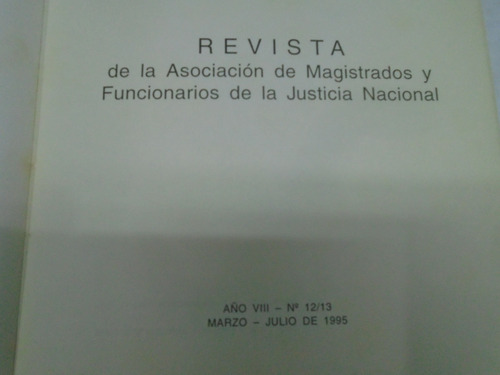 REVISTA
de la Asociación de Magistrados y
Funcionarios de la Justicia Nacional
AÑO VIII – Nº 12/13
MARZO – JULIO DE 1995